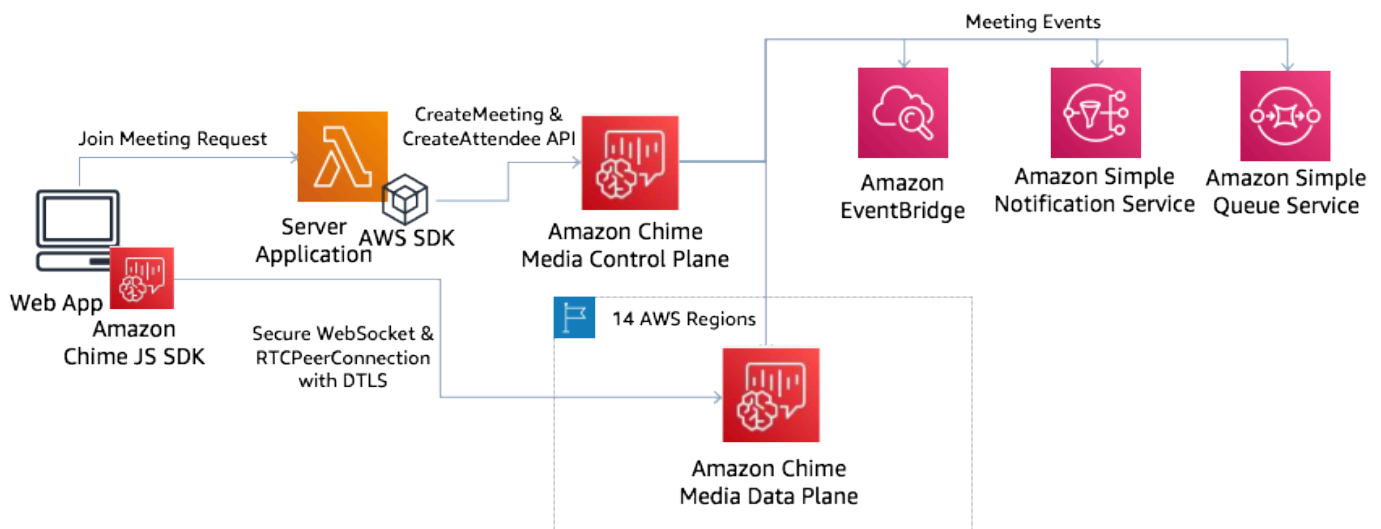 Meeting Events
Join Meeting Request
CreateMeeting &
CreateAttendee API
Server
Application
AWS SDK
Amazon Chime
Media Control Plane
Amazon
EventBridge
Amazon Simple
Notification Service
Amazon Simple
Queue Service
Web App
Amazon
Chime JS SDK
Secure WebSocket &
RTCPeerConnection
with DTLS
14 AWS Regions
Amazon Chime
Media Data Plane